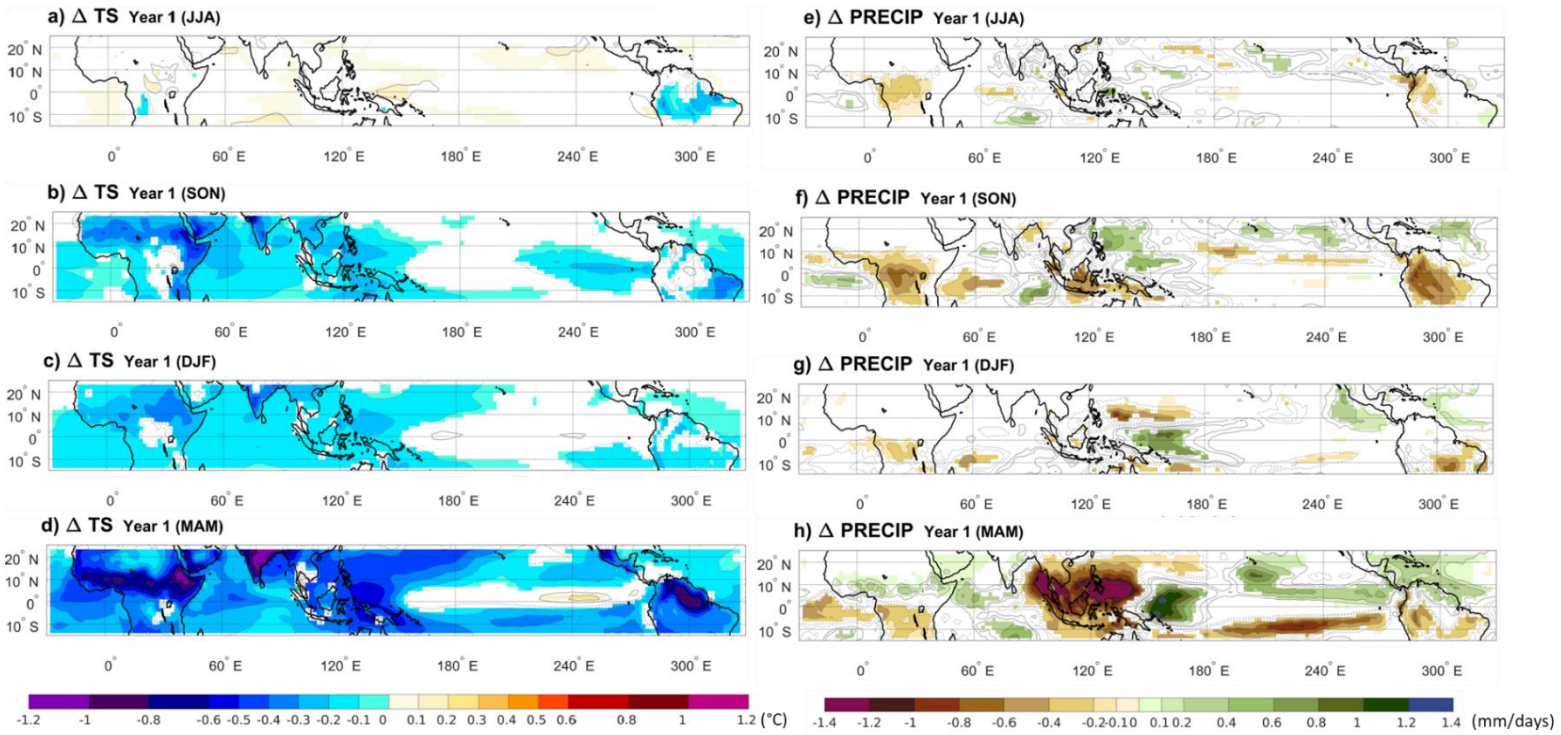 a) Δ TS Year 1 (JJA)
20° N
10° N
0°
10° S
0° 60° E 120° E 180° E 240° E 300° E
b) Δ TS Year 1 (SON)
20° N
10° N
0°
10° S
0° 60° E 120° E 180° E 240° E 300° E
c) Δ TS Year 1 (DJF)
20° N
10° N
0°
10° S
0° 60° E 120° E 180° E 240° E 300° E
d) Δ TS Year 1 (MAM)
20° N
10° N
0°
10° S
0° 60° E 120° E 180° E 240° E 300° E
-1.2 -1 -0.8 -0.6 -0.5 -0.4 -0.3 -0.2 -0.1 0 0.1 0.2 0.3 0.4 0.5 0.6 0.8 1 1.2 (°C)
e) Δ PRECIP Year 1 (JJA)
20° N
10° N
0°
10° S
0° 60° E 120° E 180° E 240° E 300° E
f) Δ PRECIP Year 1 (SON)
20° N
10° N
0°
10° S
0° 60° E 120° E 180° E 240° E 300° E
g) Δ PRECIP Year 1 (DJF)
20° N
10° N
0°
10° S
0° 60° E 120° E 180° E 240° E 300° E
h) Δ PRECIP Year 1 (MAM)
20° N
10° N
0°
10° S
0° 60° E 120° E 180° E 240° E 300° E
-1.4 -1.2 -1 -0.8 -0.6 -0.4 -0.2 -0.10 0.1 0.2 0.4 0.6 0.8 1 1.2 1.4 (mm/days)